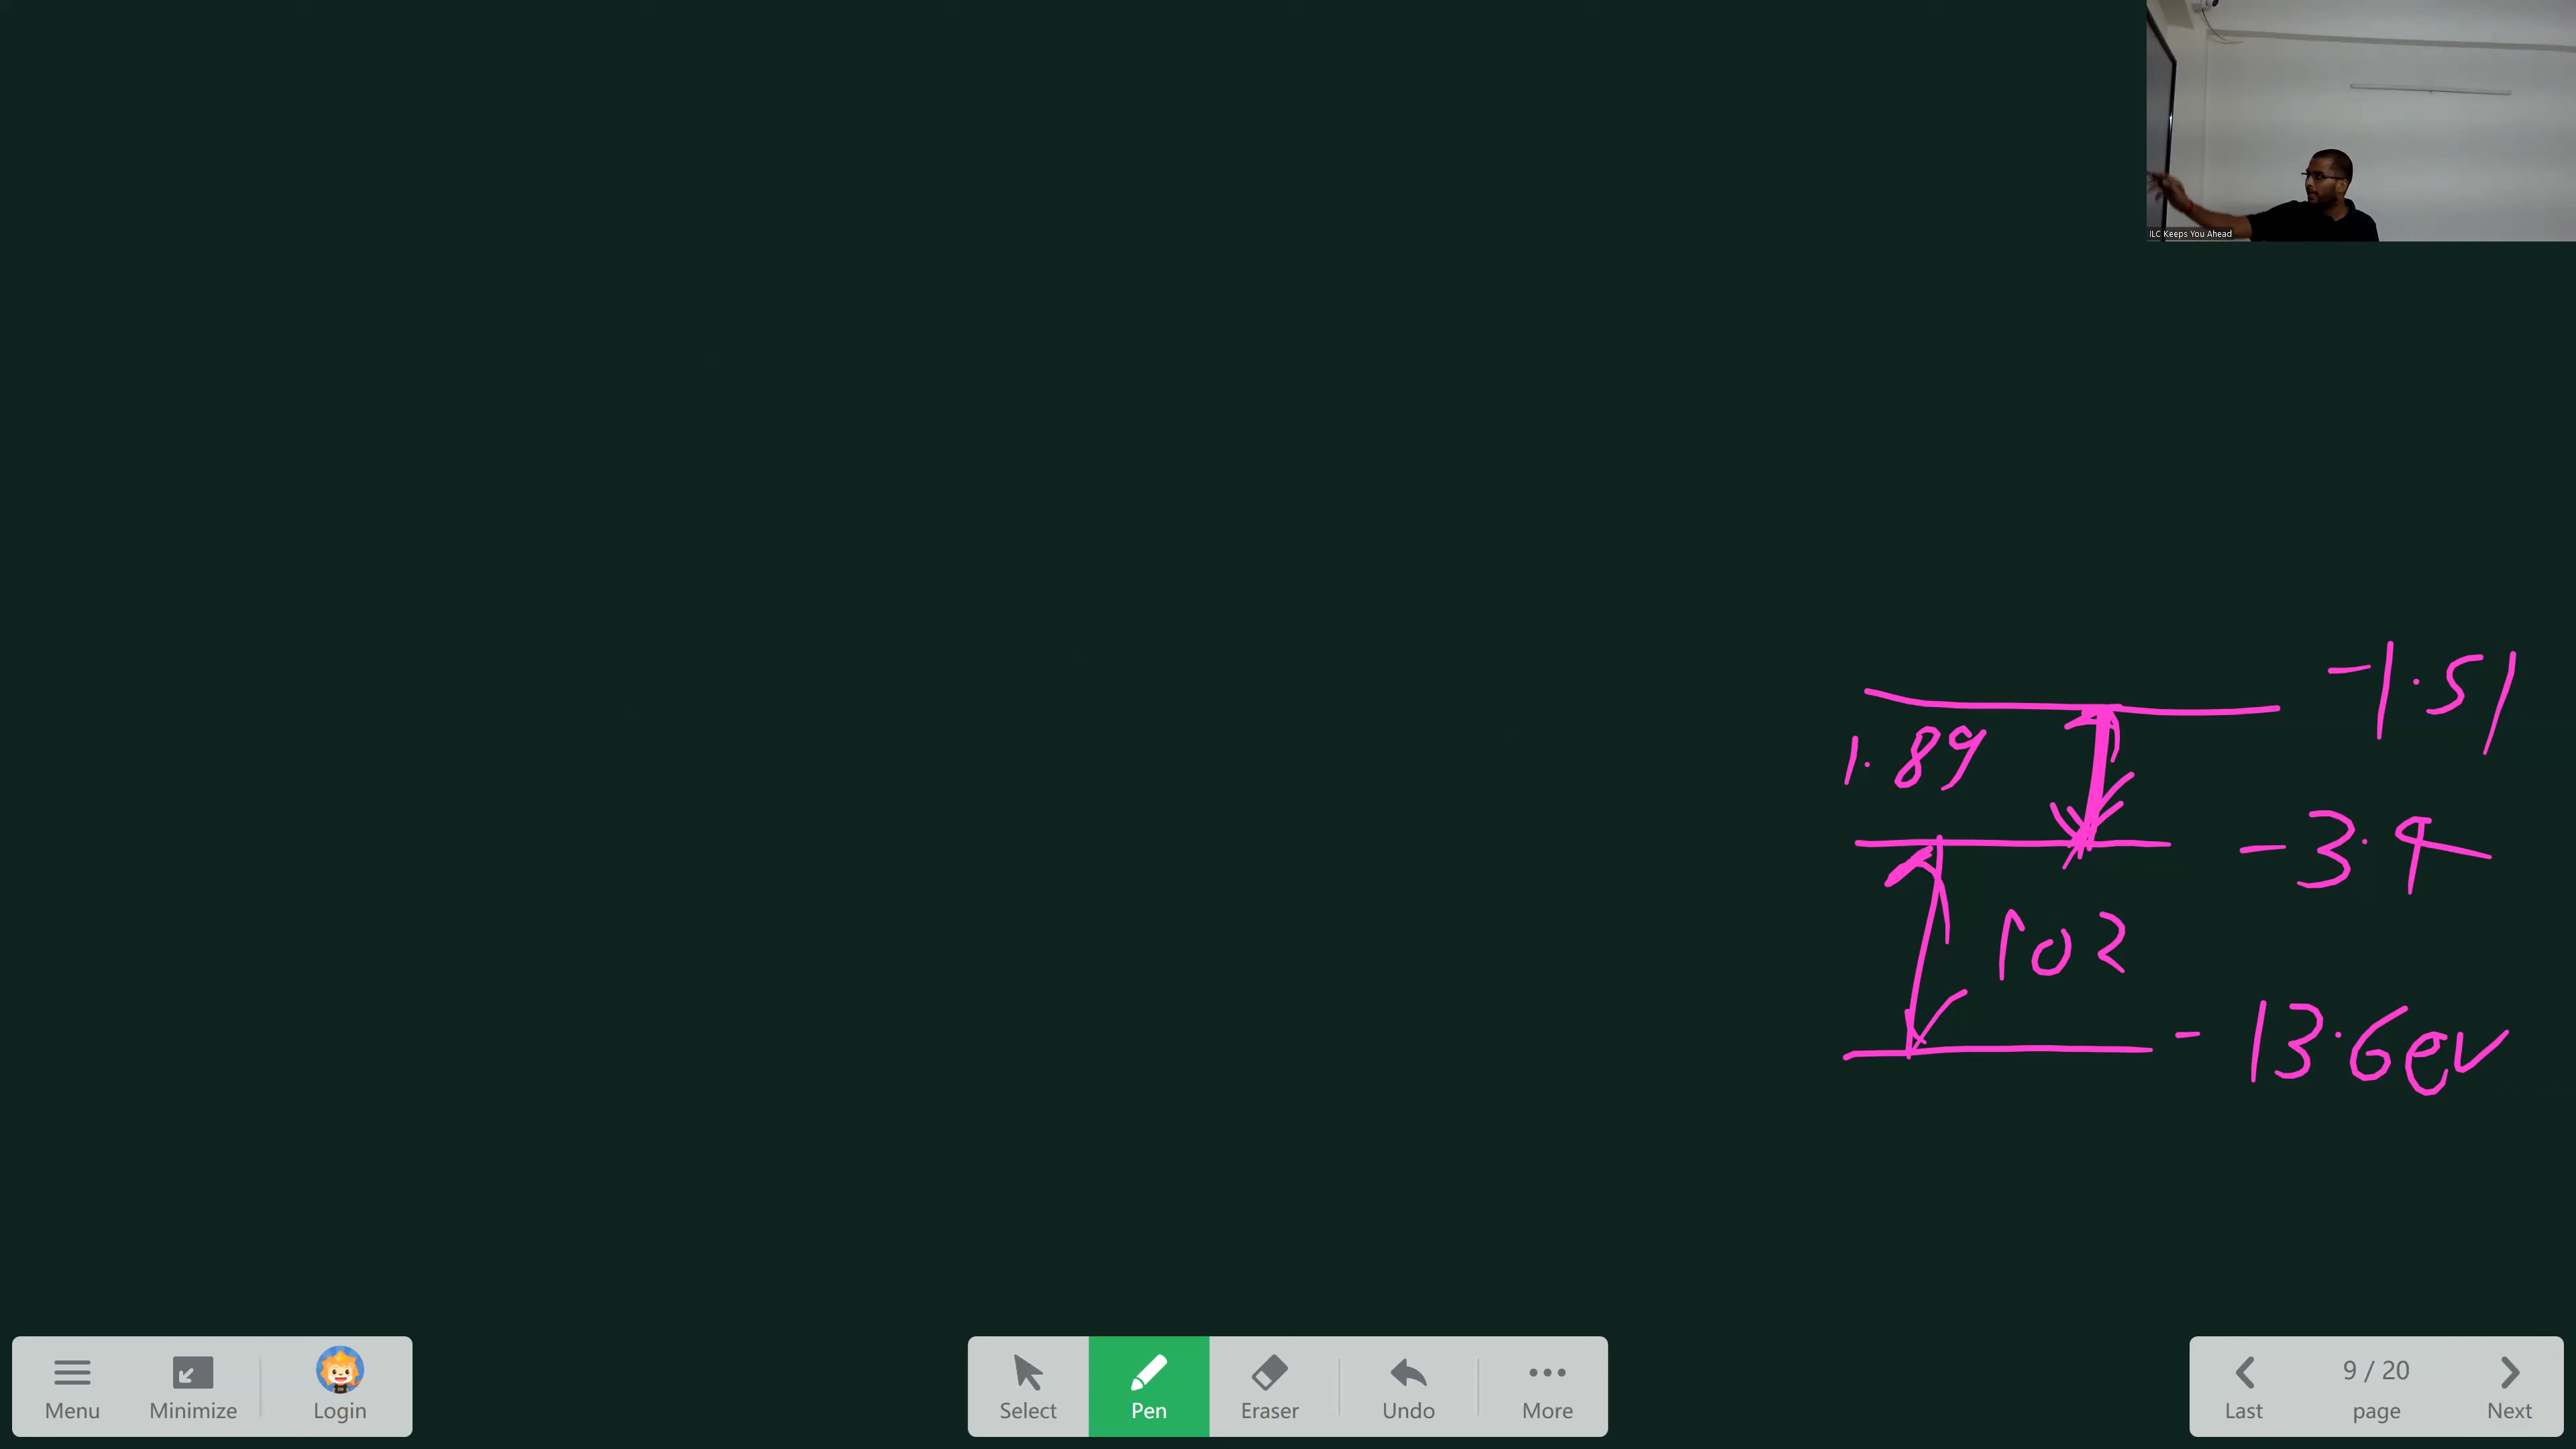 ILC Keeps You Ahead
-1.51
1.89
-3.4
102
-13.6ev
Menu
Minimize
Login
Select
Pen
Eraser
Undo
More
Last
9 / 20
page
Next